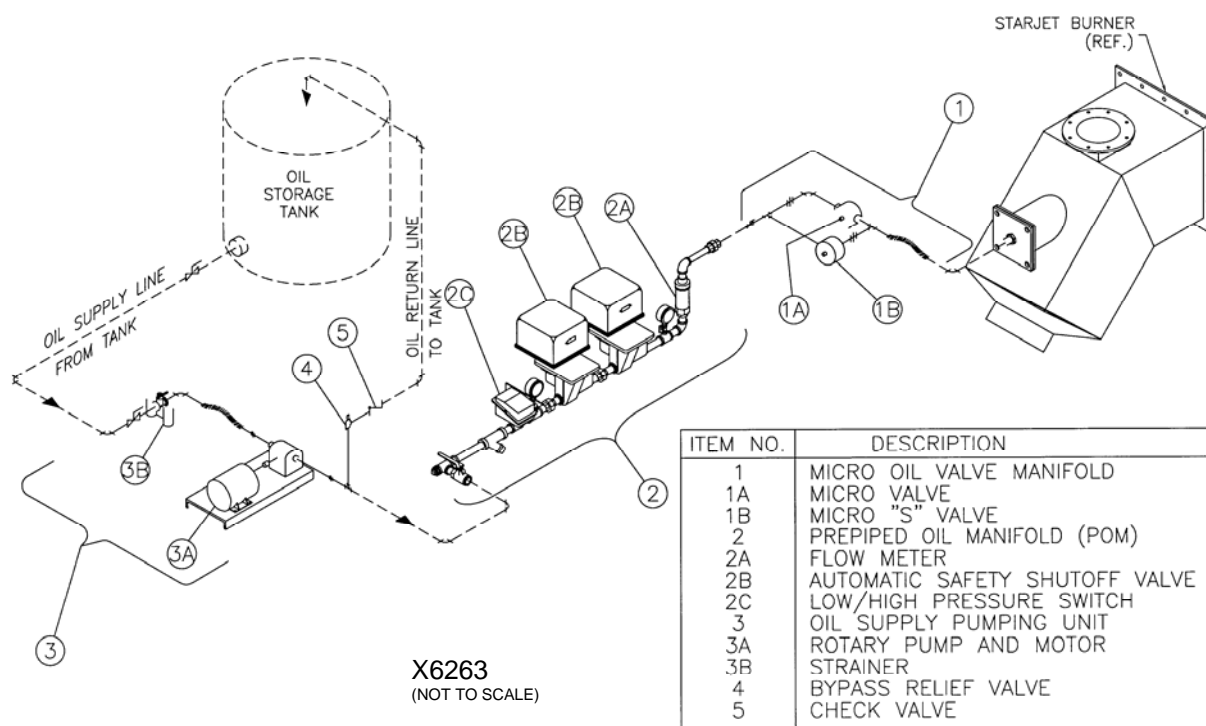 STARJET BURNER
(REF.)
1
OIL
STORAGE
TANK
2B
2B
2A
2C
1A
1B
OIL SUPPLY LINE
FROM TANK
OIL RETURN LINE
TO TANK
5
4
3B
3A
2
3
X6263
(NOT TO SCALE)
ITEM NO. DESCRIPTION
1 MICRO OIL VALVE MANIFOLD
1A MICRO VALVE
1B MICRO "S" VALVE
2 PREPIPED OIL MANIFOLD (POM)
2A FLOW METER
2B AUTOMATIC SAFETY SHUTOFF VALVE
2C LOW/HIGH PRESSURE SWITCH
3 OIL SUPPLY PUMPING UNIT
3A ROTARY PUMP AND MOTOR
3B STRAINER
4 BYPASS RELIEF VALVE
5 CHECK VALVE